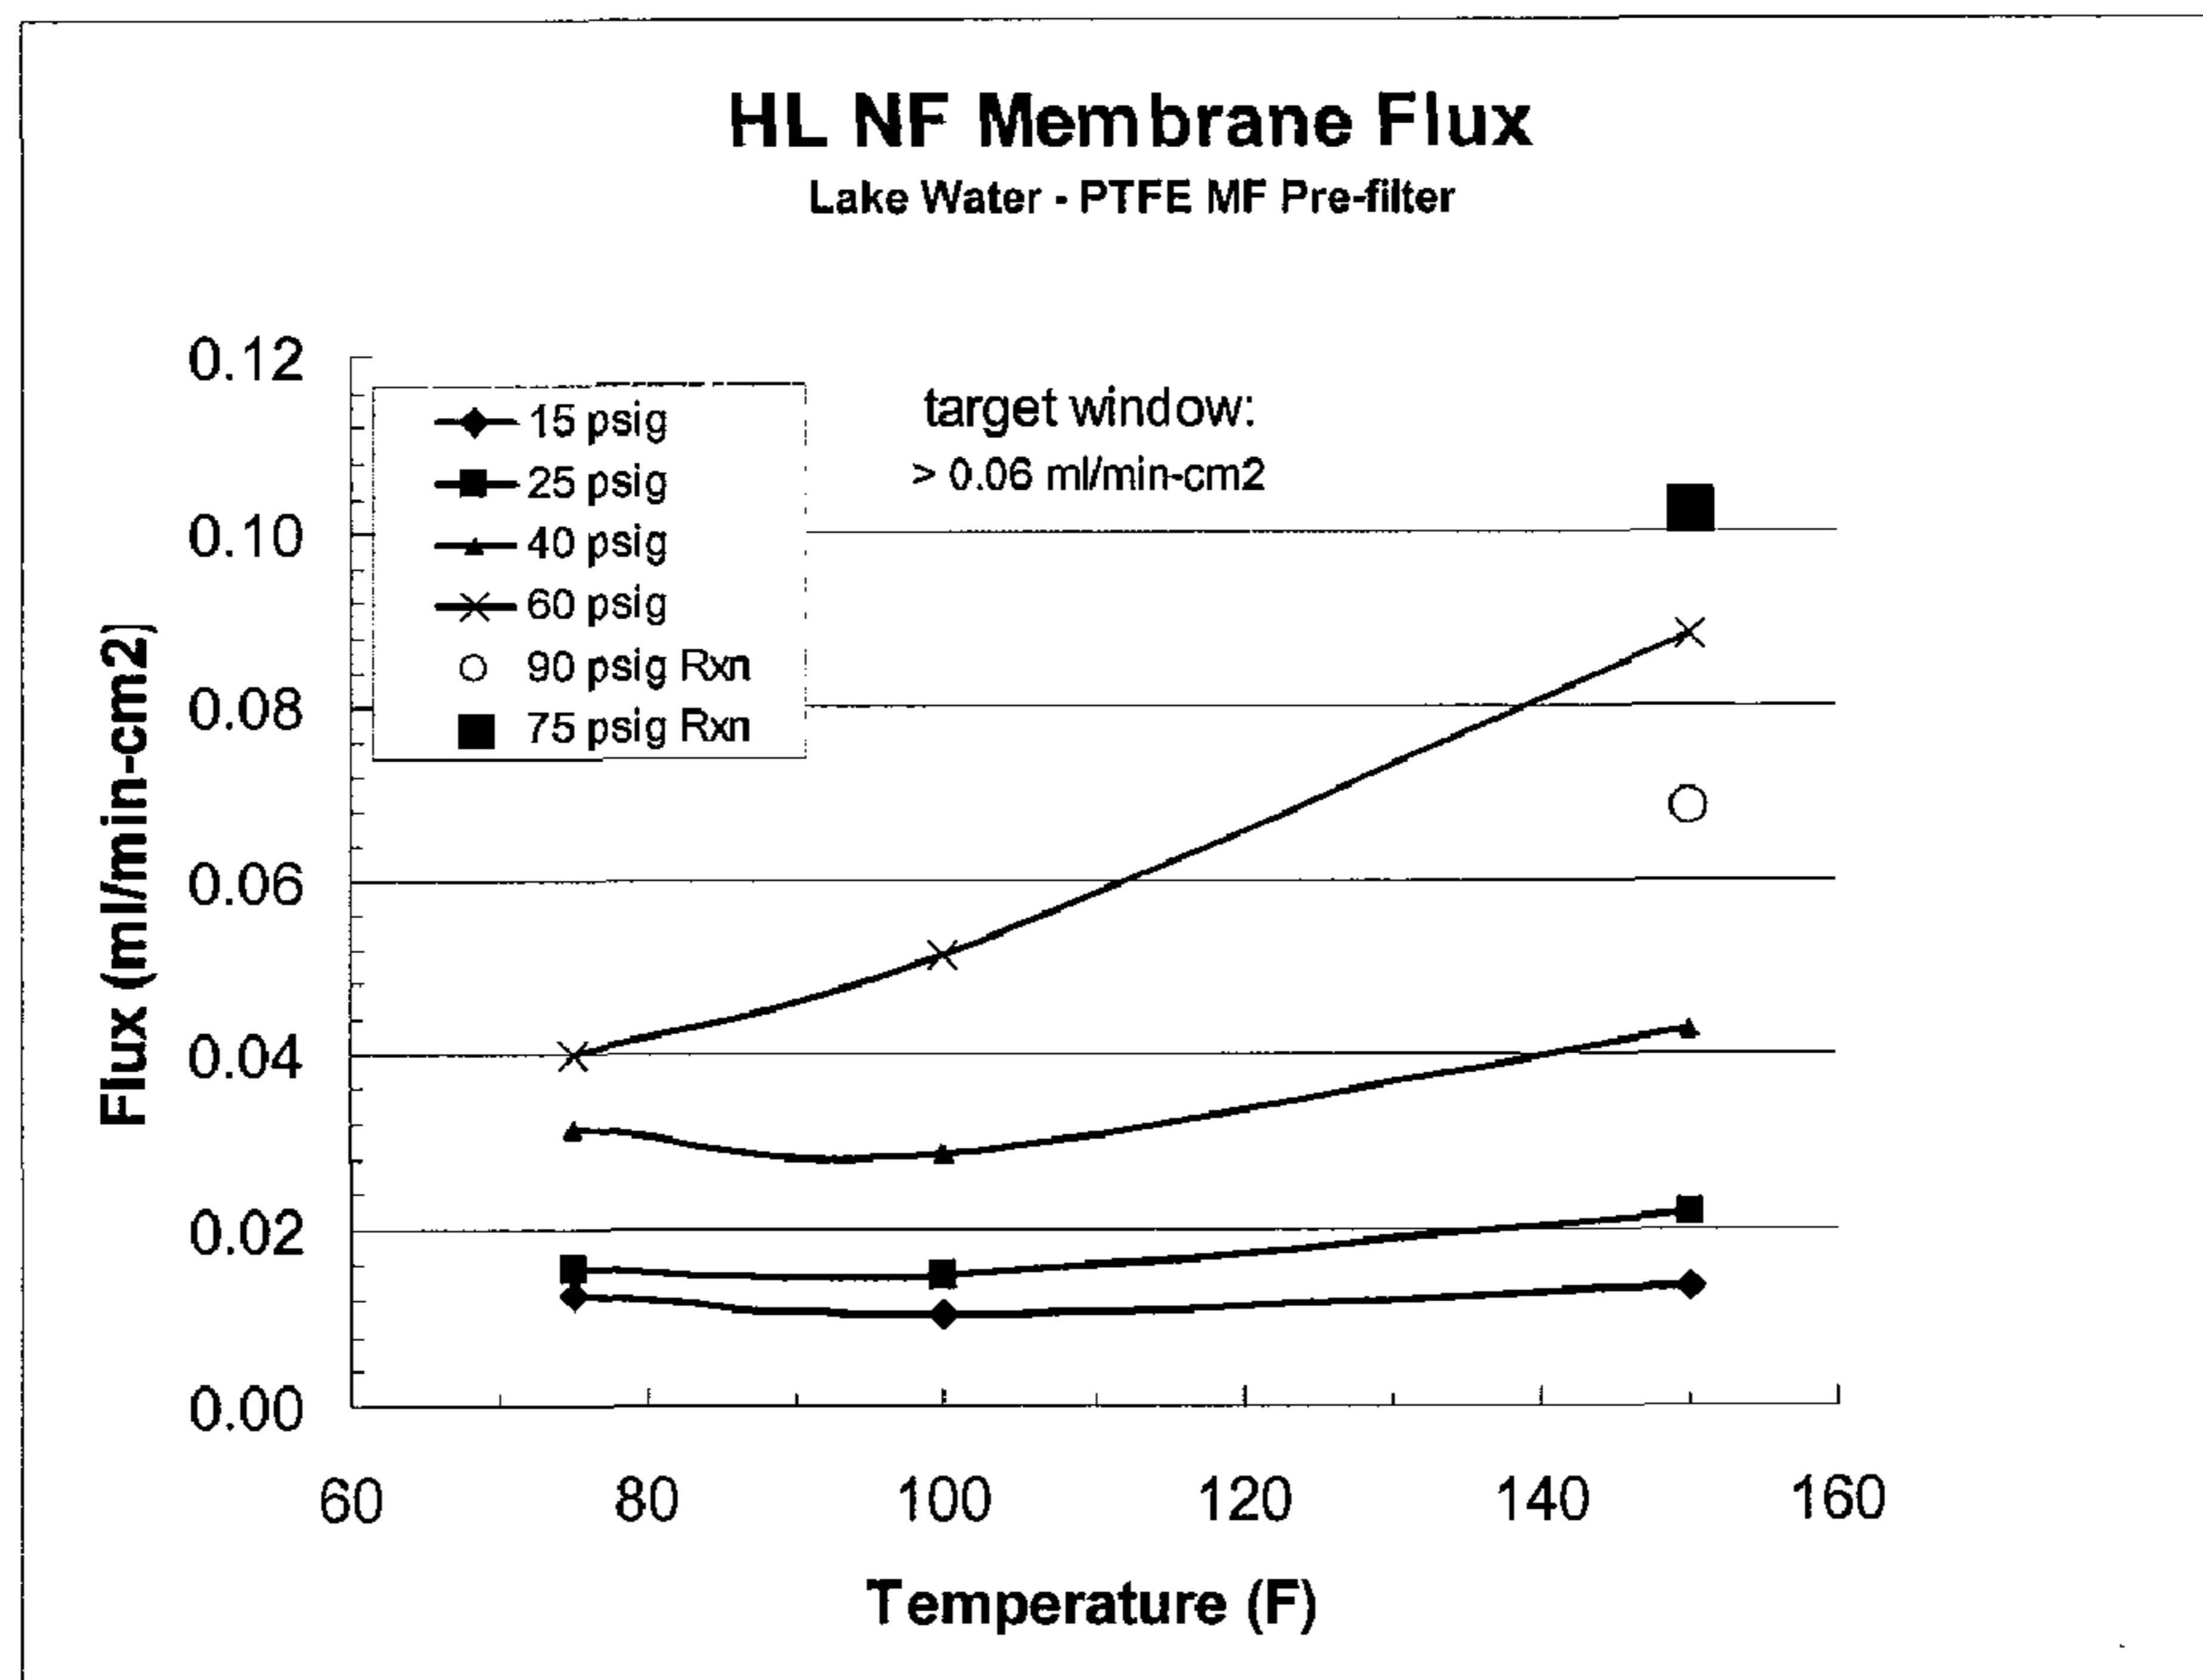 HL NF Membrane Flux
Lake Water - PTFE MF Pre-filter
0.12
0.10
0.08
0.06
0.04
0.02
0.00
Flux (ml/min-cm2)
15 psig
25 psig
40 psig
60 psig
90 psig Rxn
75 psig Rxn
target window:
> 0.06 ml/min-cm2
60 80 100 120 140 160
Temperature (F)